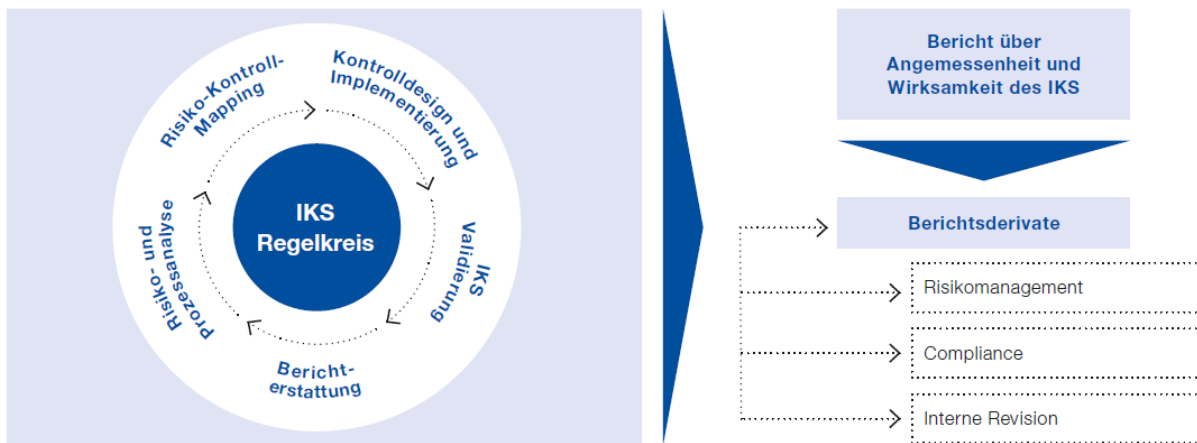 Risiko-Kontroll-
Mapping
Kontrolldesign und
Implementierung
IKS
Validierung
Bericht-
erstattung
Risiko- und
Prozessanalyse
IKS
Regelkreis
Bericht über
Angemessenheit und
Wirksamkeit des IKS
Berichtsderivate
Risikomanagement
Compliance
Interne Revision